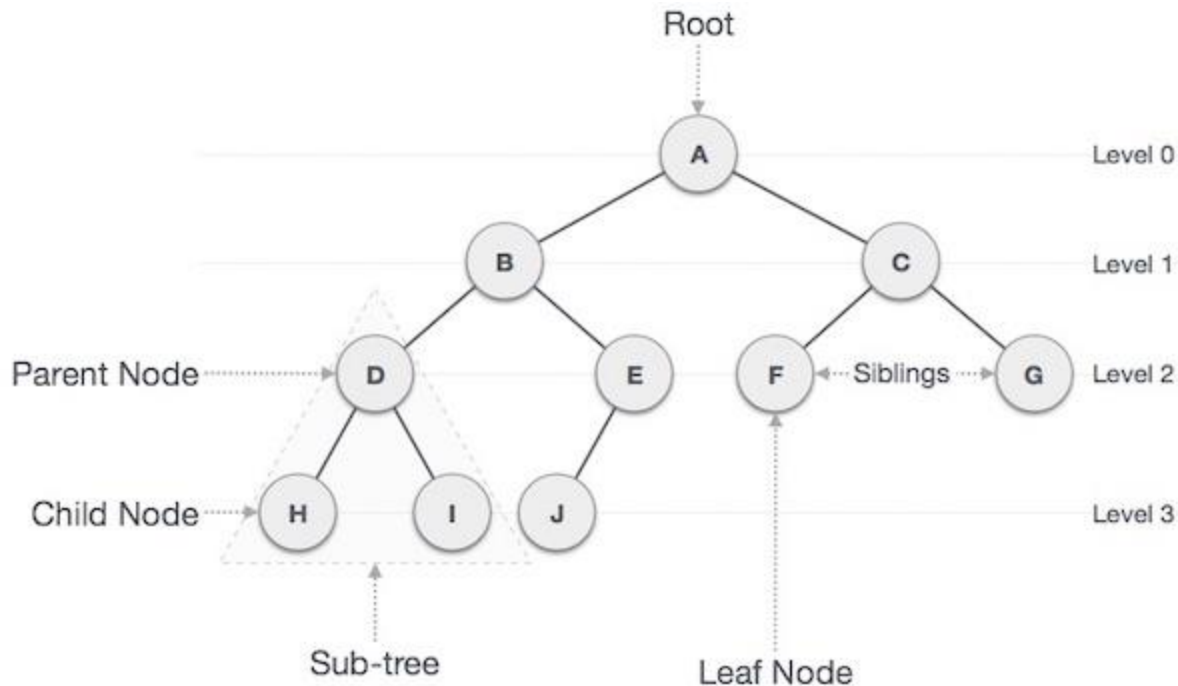 Root
A
Level 0
B
C
Level 1
Parent Node
D
E
F
Siblings
G
Level 2
Child Node
H
I
J
Level 3
Sub-tree
Leaf Node